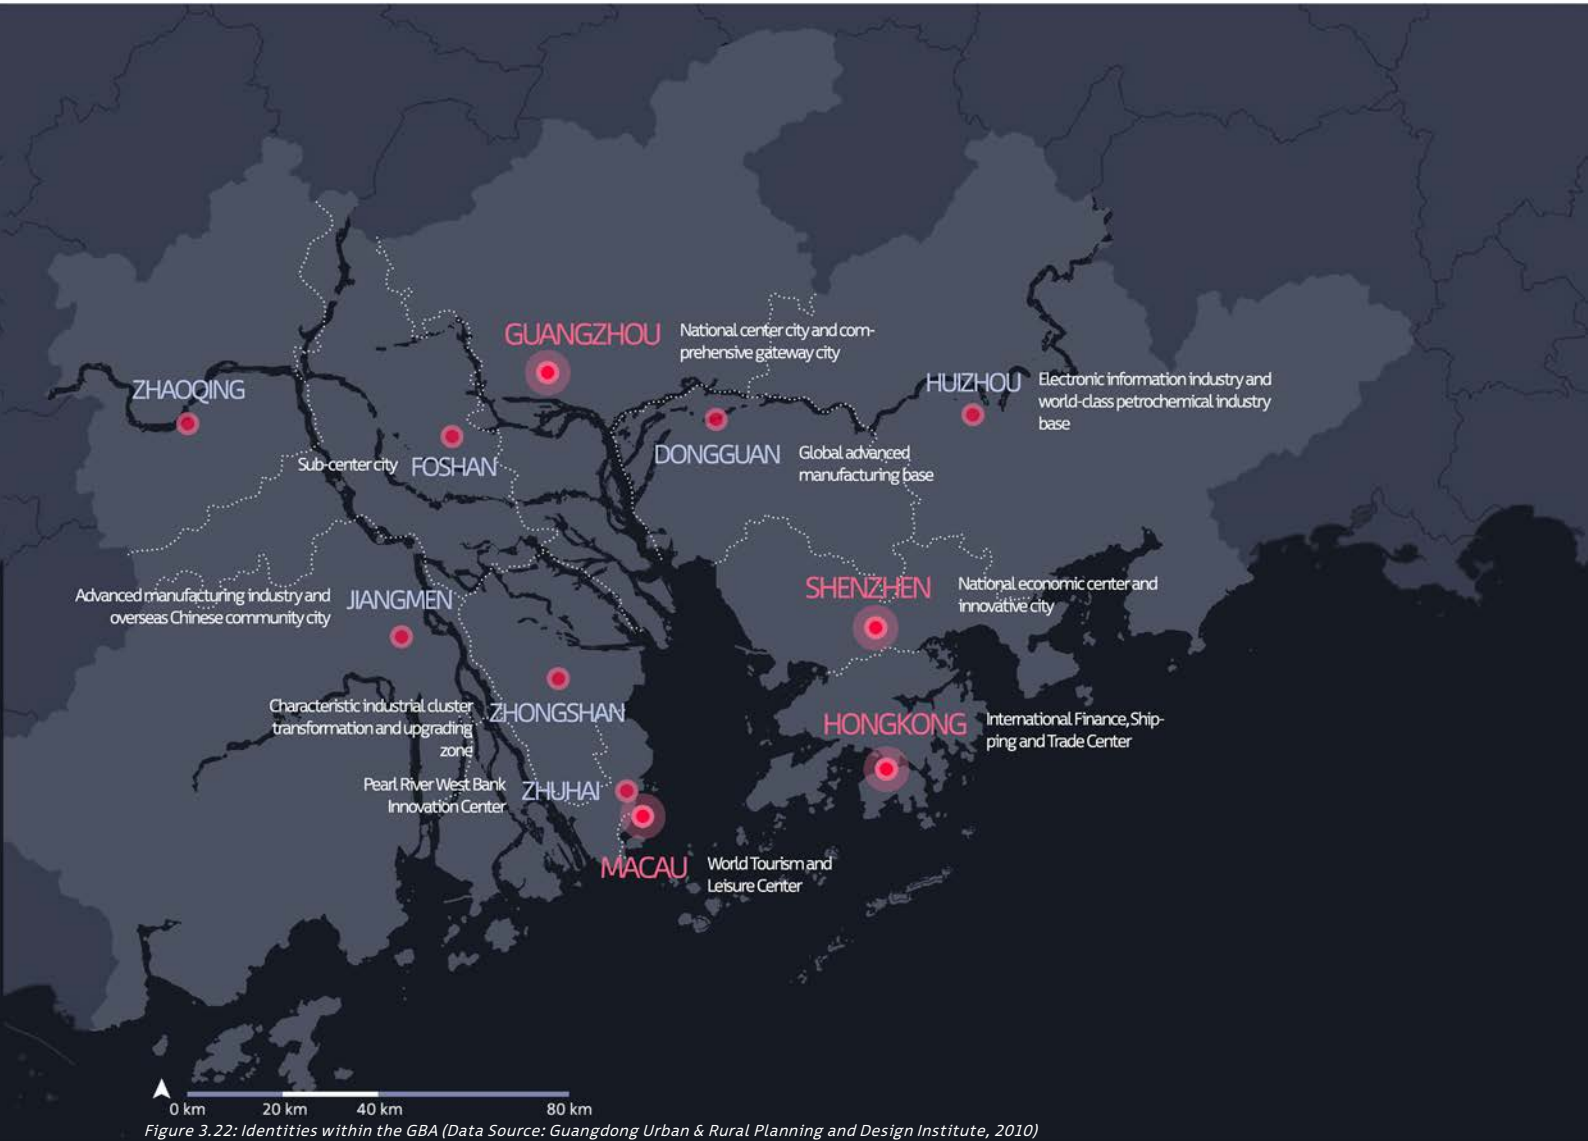 GUANGZHOU
National center city and com-
prehensive gateway city
ZHAOQING
HUIZHOU
Electronic information industry and
world-class petrochemical industry
base
Sub-center city
FOSHAN
DONGGUAN
Global advanced
manufacturing base
SHENZHEN
National economic center and
innovative city
Advanced manufacturing industry and
overseas Chinese community city
JIANGMEN
Characteristic industrial cluster
transformation and upgrading
zone
ZHONGSHAN
HONGKONG
International Finance, Ship-
ping and Trade Center
Pearl River West Bank
Innovation Center
ZHUHAI
MACAU
World Tourism and
Leisure Center
0 km 20 km 40 km 80 km
Figure 3.22: Identities within the GBA (Data Source: Guangdong Urban & Rural Planning and Design Institute, 2010)